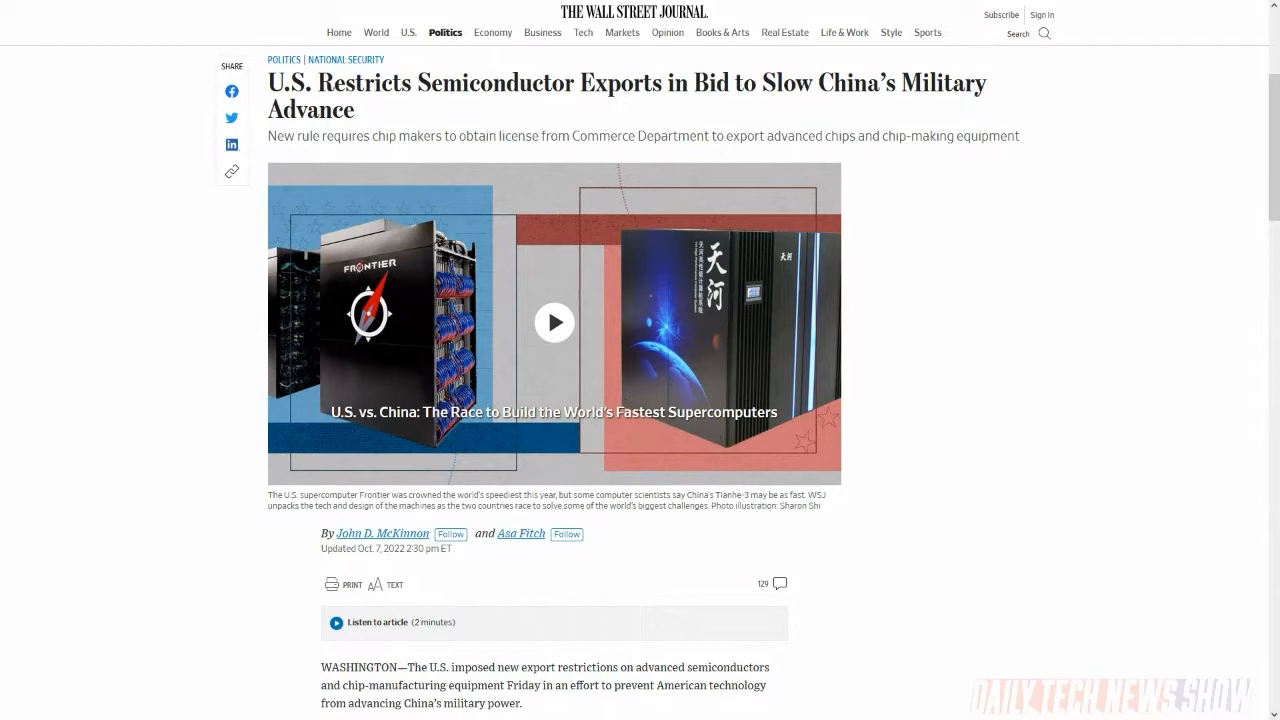 THE WALL STREET JOURNAL.
Subscribe Sign In
Home World U.S. Politics Economy Business Tech Markets Opinion Books & Arts Real Estate Life & Work Style Sports
Search
SHARE
POLITICS | NATIONAL SECURITY
U.S. Restricts Semiconductor Exports in Bid to Slow China's Military
Advance
New rule requires chip makers to obtain license from Commerce Department to export advanced chips and chip-making equipment
FRONTIER
天河
天河
U.S. vs. China: The Race to Build the World's Fastest Supercomputers
The U.S. supercomputer Frontier was crowned the world's speediest this year, but some computer scientists say China's Tianhe-3 may be as fast. WSJ
unpacks the tech and design of the machines as the two countries race to solve some of the world's biggest challenges. Photo illustration: Sharon Shi
By John D. McKinnon Follow and Asa Fitch Follow
Updated Oct. 7, 2022 2:30 pm ET
PRINT AA TEXT
129
Listen to article (2 minutes)
WASHINGTON—The U.S. imposed new export restrictions on advanced semiconductors
and chip-manufacturing equipment Friday in an effort to prevent American technology
from advancing China's military power.
DAILY TECH NEWS SHOW